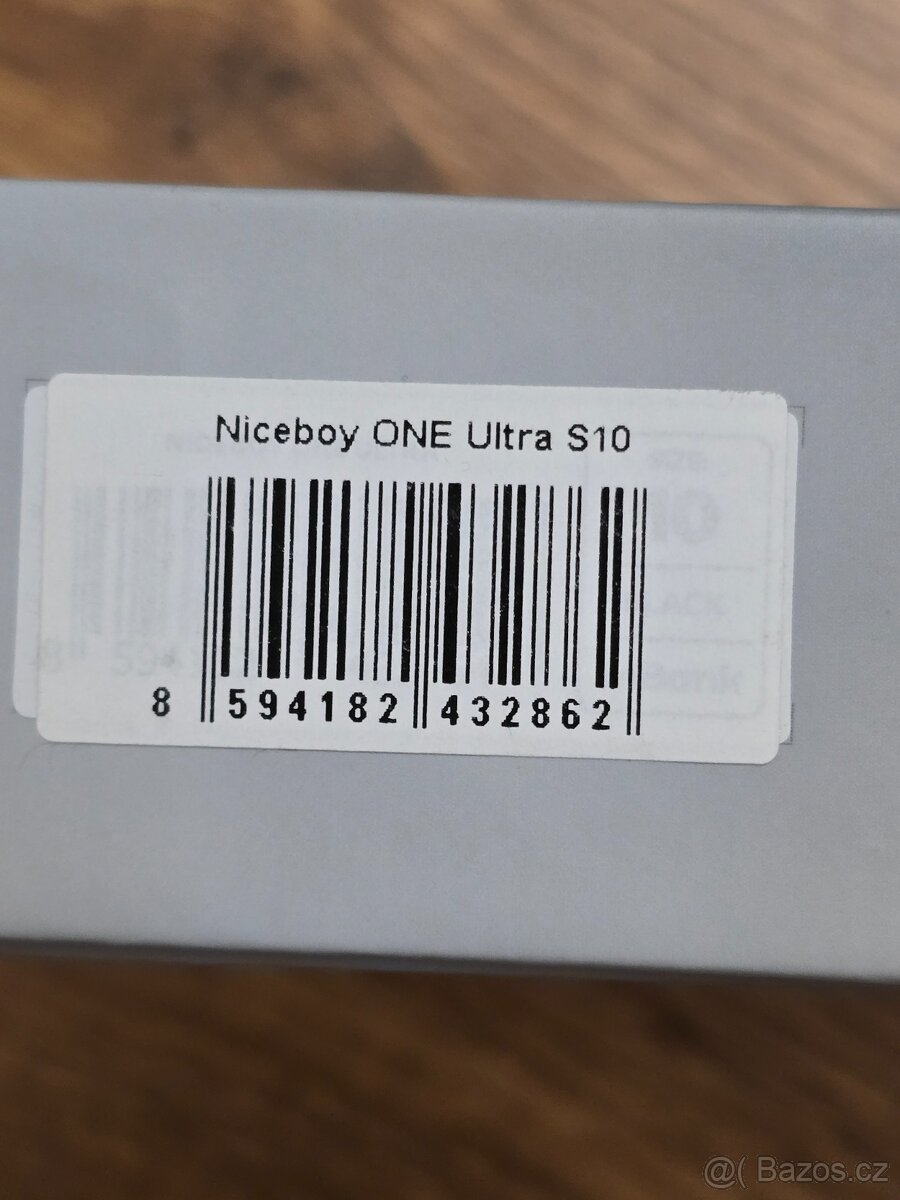 Niceboy ONE Ultra S10
8 594182 432862
@( Bazos.cz